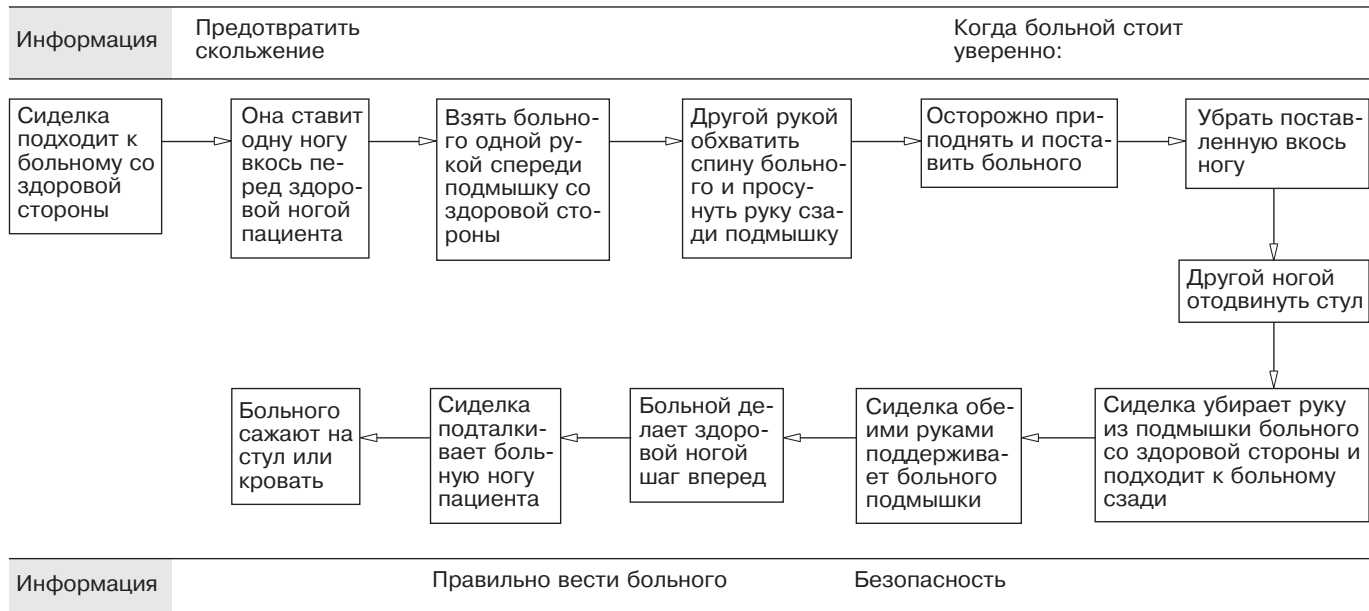 Информация
Предотвратить
скольжение
Когда больной стоит
уверенно:
Сиделка
подходит к
больному со
здоровой
стороны
Она ставит
одну ногу
вкось пе-
ред здоро-
вой ногой
пациента
Взять больно-
го одной ру-
кой спереди
подмышку со
здоровой сто-
роны
Другой рукой
обхватить
спину больно-
го и просу-
нуть руку сза-
ди подмышку
Осторожно при-
поднять и поста-
вить больного
Убрать постав-
ленную вкось
ногу
Другой ногой
отодвинуть стул
Сиделка убирает руку
из подмышки больного
со здоровой стороны и
подходит к больному
сзади
Сиделка обе-
ими руками
поддержива-
ет больного
подмышки
Больной де-
лает здоро-
вой ногой
шаг вперед
Сиделка
подталки-
вает боль-
ную ногу
пациента
Больного
сажают на
стул или
кровать
Информация
Правильно вести больного
Безопасность